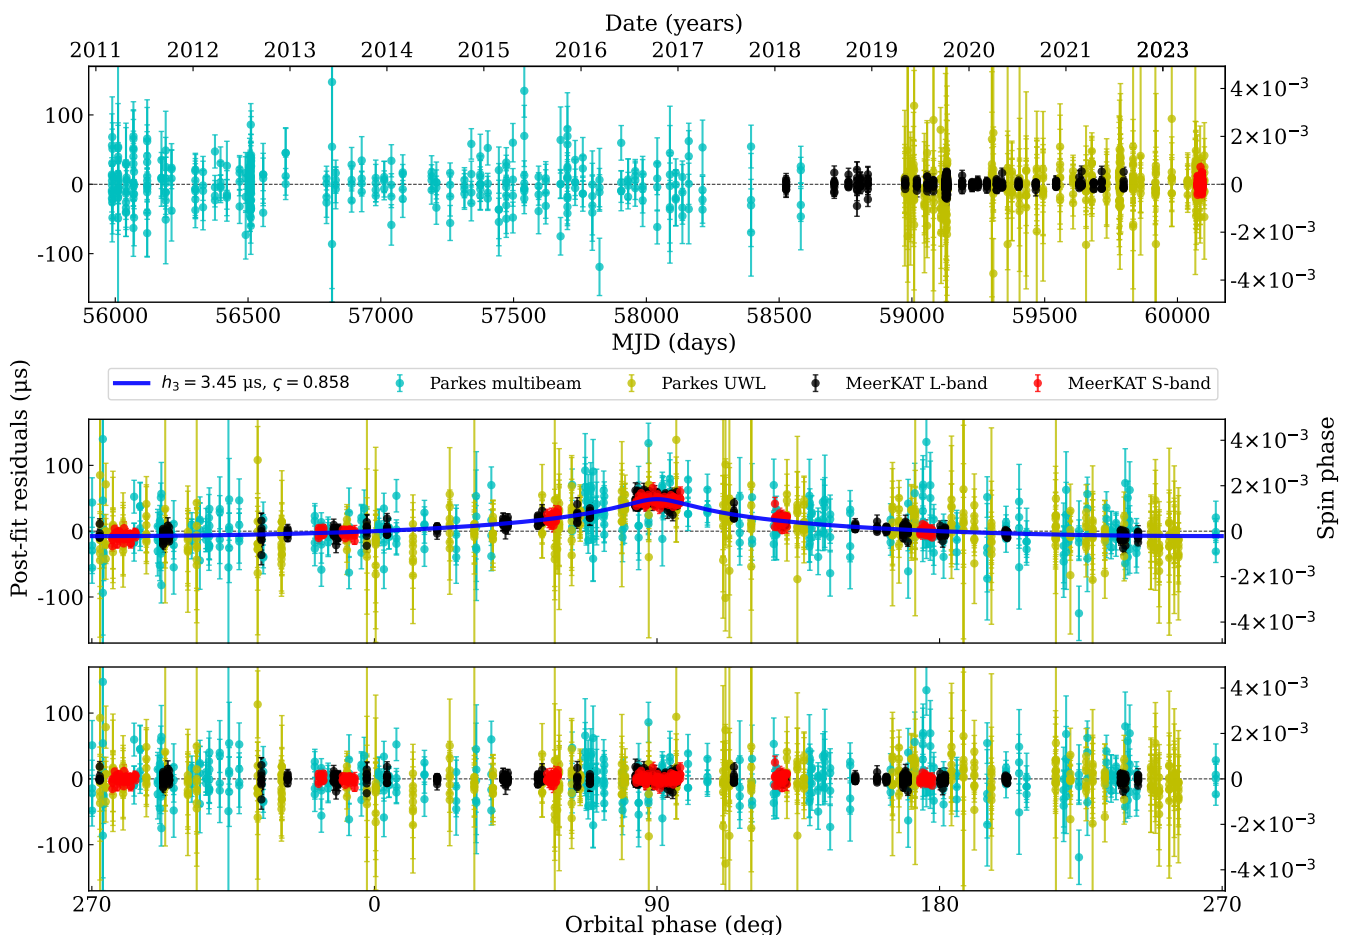 Date (years)
2011 2012 2013 2014 2015 2016 2017 2018 2019 2020 2021 2023
100
0
-100
4×10⁻³
2×10⁻³
0
-2×10⁻³
-4×10⁻³
56000 56500 57000 57500 58000 58500 59000 59500 60000
MJD (days)
h₃ = 3.45 μs, ς = 0.858 Parkes multibeam Parkes UWL MeerKAT L-band MeerKAT S-band
Post-fit residuals (μs)
100
0
-100
4×10⁻³
2×10⁻³
0
-2×10⁻³
-4×10⁻³
Spin phase
100
0
-100
4×10⁻³
2×10⁻³
0
-2×10⁻³
-4×10⁻³
270 0 90 180 270
Orbital phase (deg)